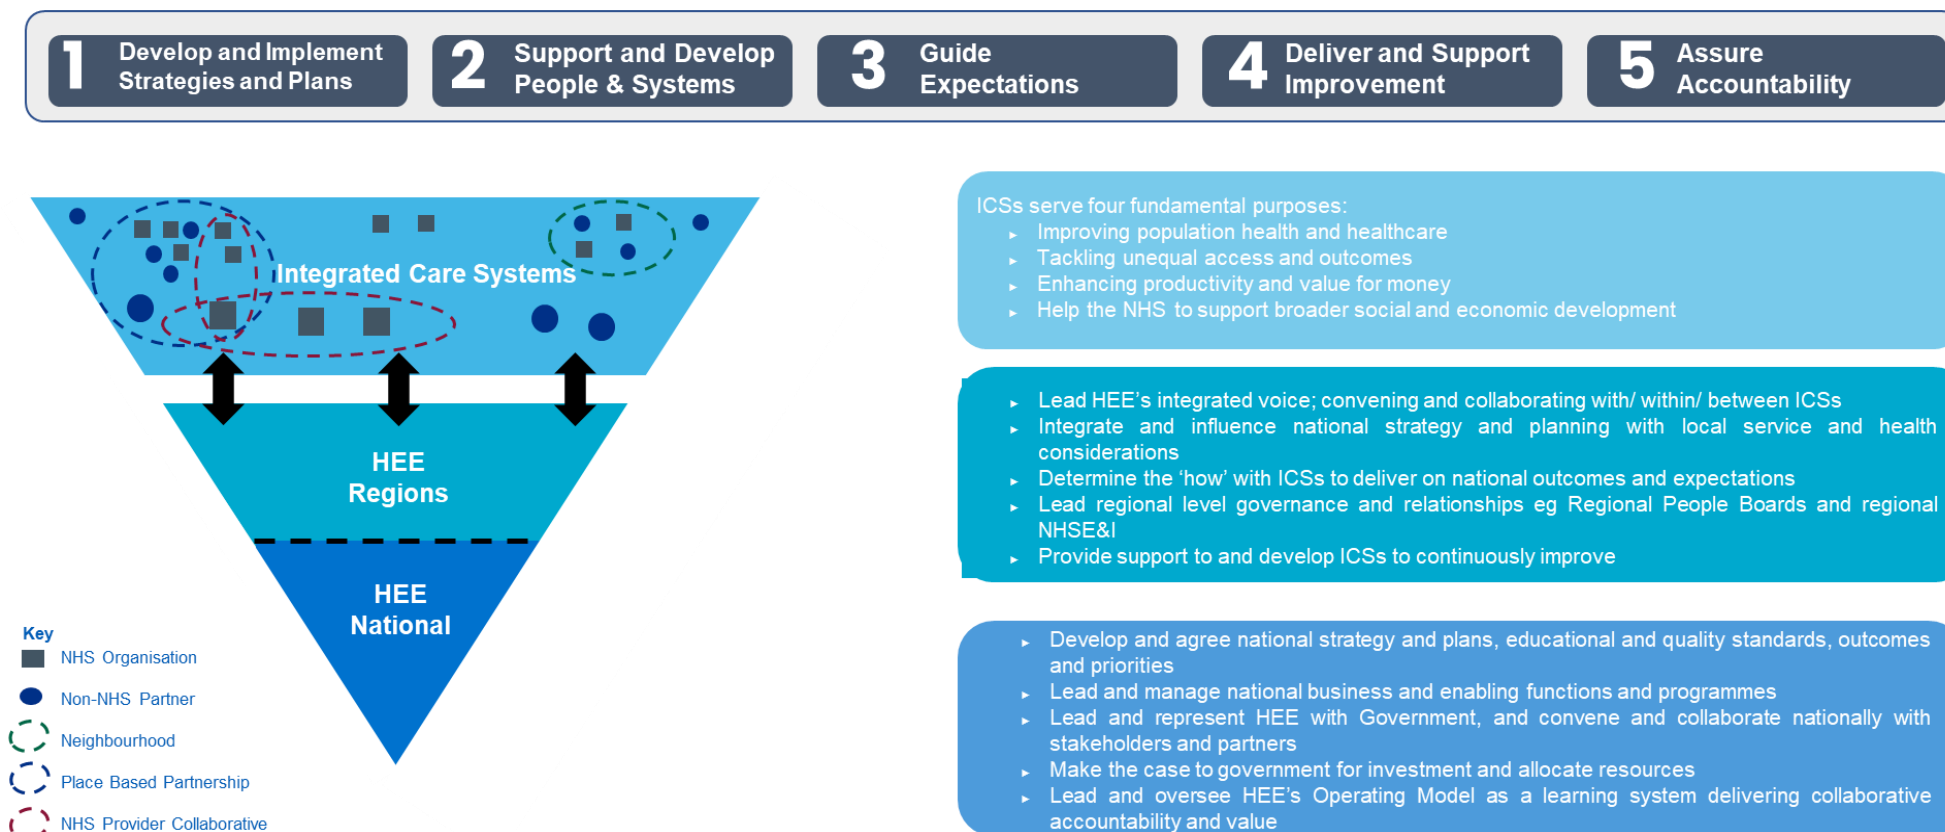 1 Develop and Implement
Strategies and Plans
2 Support and Develop
People & Systems
3 Guide
Expectations
4 Deliver and Support
Improvement
5 Assure
Accountability
Integrated Care Systems
HEE
Regions
HEE
National
Key
NHS Organisation
Non-NHS Partner
Neighbourhood
Place Based Partnership
NHS Provider Collaborative
ICSs serve four fundamental purposes:
▸ Improving population health and healthcare
▸ Tackling unequal access and outcomes
▸ Enhancing productivity and value for money
▸ Help the NHS to support broader social and economic development
▸ Lead HEE’s integrated voice; convening and collaborating with/ within/ between ICSs
▸ Integrate and influence national strategy and planning with local service and health
considerations
▸ Determine the ‘how’ with ICSs to deliver on national outcomes and expectations
▸ Lead regional level governance and relationships eg Regional People Boards and regional
NHSE&I
▸ Provide support to and develop ICSs to continuously improve
▸ Develop and agree national strategy and plans, educational and quality standards, outcomes
and priorities
▸ Lead and manage national business and enabling functions and programmes
▸ Lead and represent HEE with Government, and convene and collaborate nationally with
stakeholders and partners
▸ Make the case to government for investment and allocate resources
▸ Lead and oversee HEE’s Operating Model as a learning system delivering collaborative
accountability and value